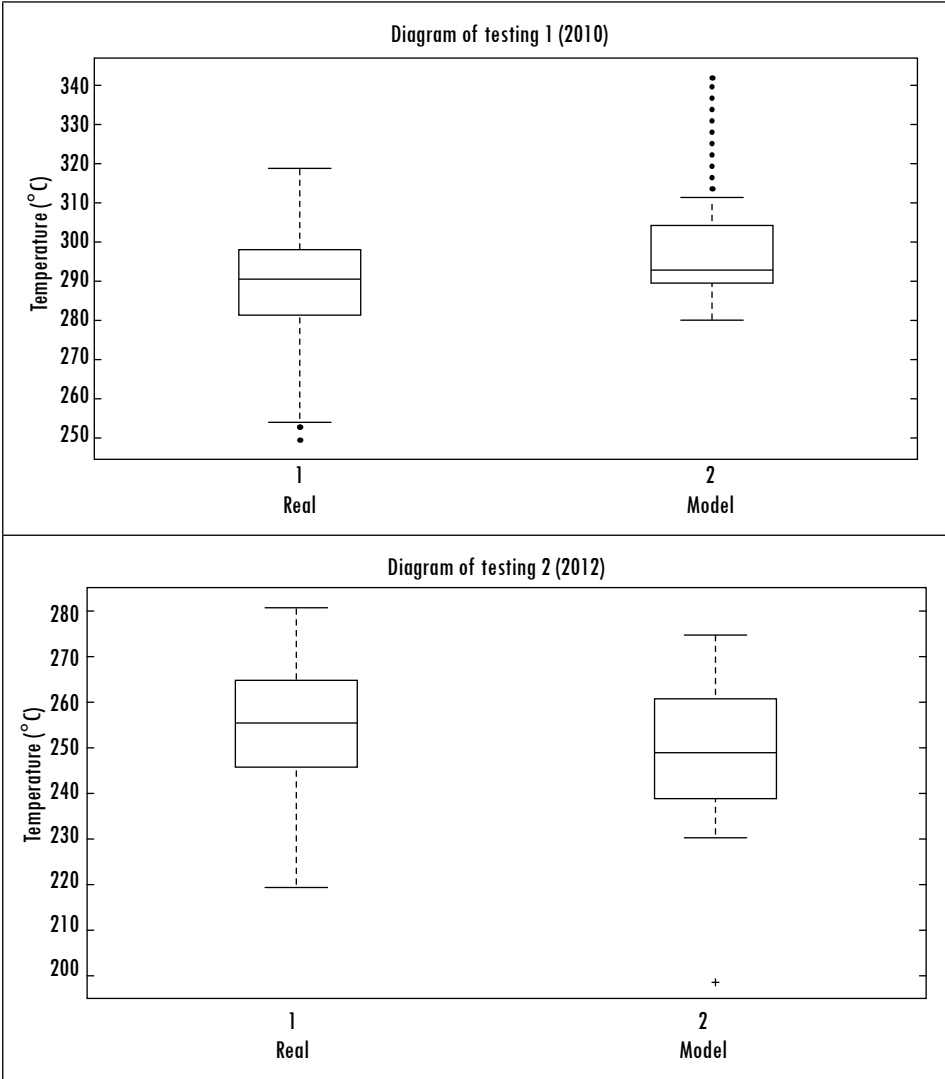 Diagram of testing 1 (2010)
Temperature (°C)
340
330
320
310
300
290
280
270
260
250
1
2
Real
Model
Diagram of testing 2 (2012)
Temperature (°C)
280
270
260
250
240
230
220
210
200
1
2
Real
Model